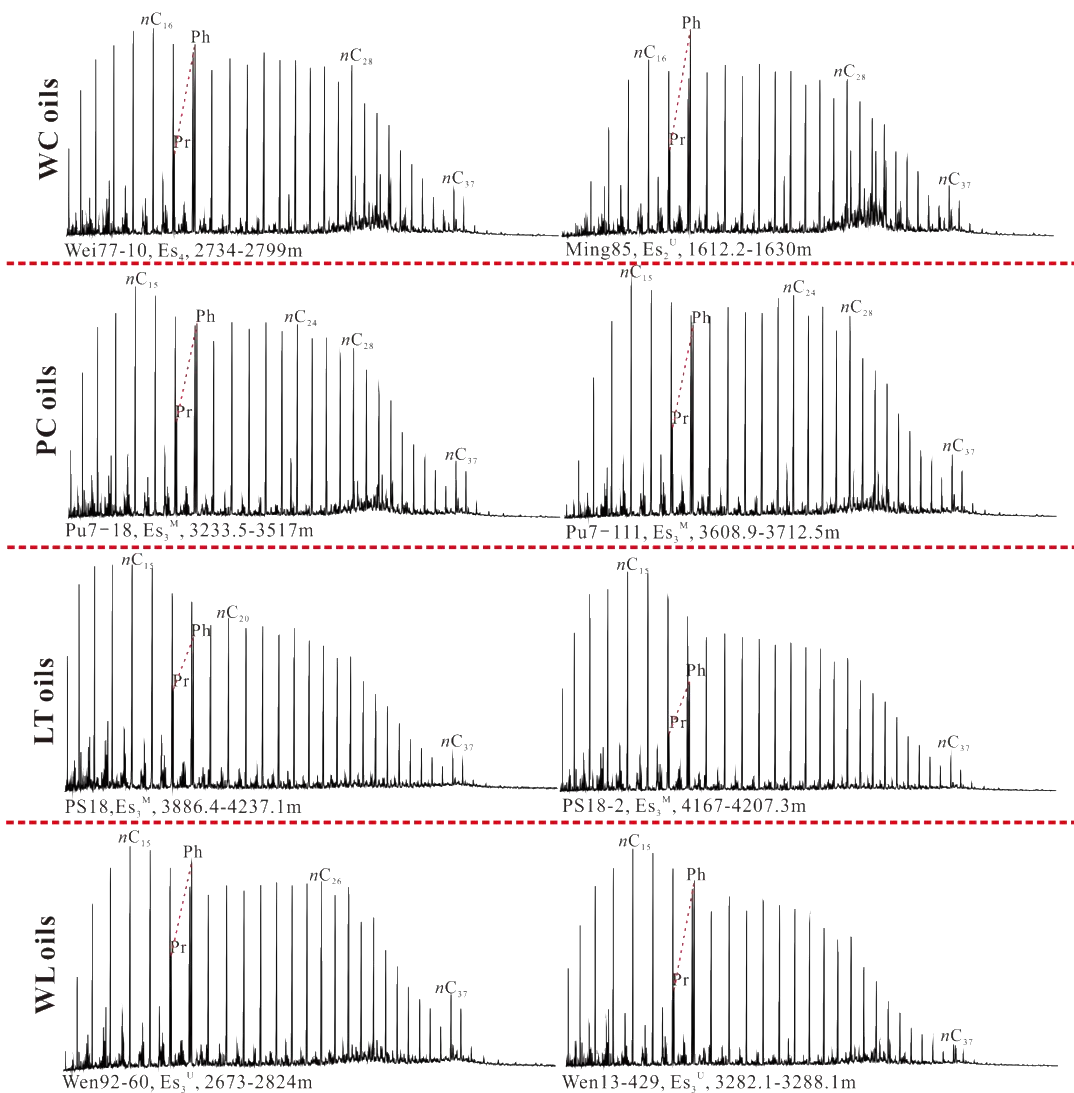 WC oils
nC₁₆ Ph Pr nC₂₈ nC₃₇
Wei77-10, Es₄, 2734-2799m
nC₁₆ Ph Pr nC₂₈ nC₃₇
Ming85, Es₂ᵁ, 1612.2-1630m
PC oils
nC₁₅ Ph Pr nC₂₄ nC₂₈ nC₃₇
Pu7-18, Es₃ᴹ, 3233.5-3517m
nC₁₅ Ph Pr nC₂₄ nC₂₈ nC₃₇
Pu7-111, Es₃ᴹ, 3608.9-3712.5m
LT oils
nC₁₅ Ph Pr nC₂₀ nC₃₇
PS18,Es₃ᴹ, 3886.4-4237.1m
nC₁₅ Ph Pr nC₃₇
PS18-2, Es₃ᴹ, 4167-4207.3m
WL oils
nC₁₅ Ph Pr nC₂₆ nC₃₇
Wen92-60, Es₃ᵁ, 2673-2824m
nC₁₅ Ph Pr nC₃₇
Wen13-429, Es₃ᵁ, 3282.1-3288.1m